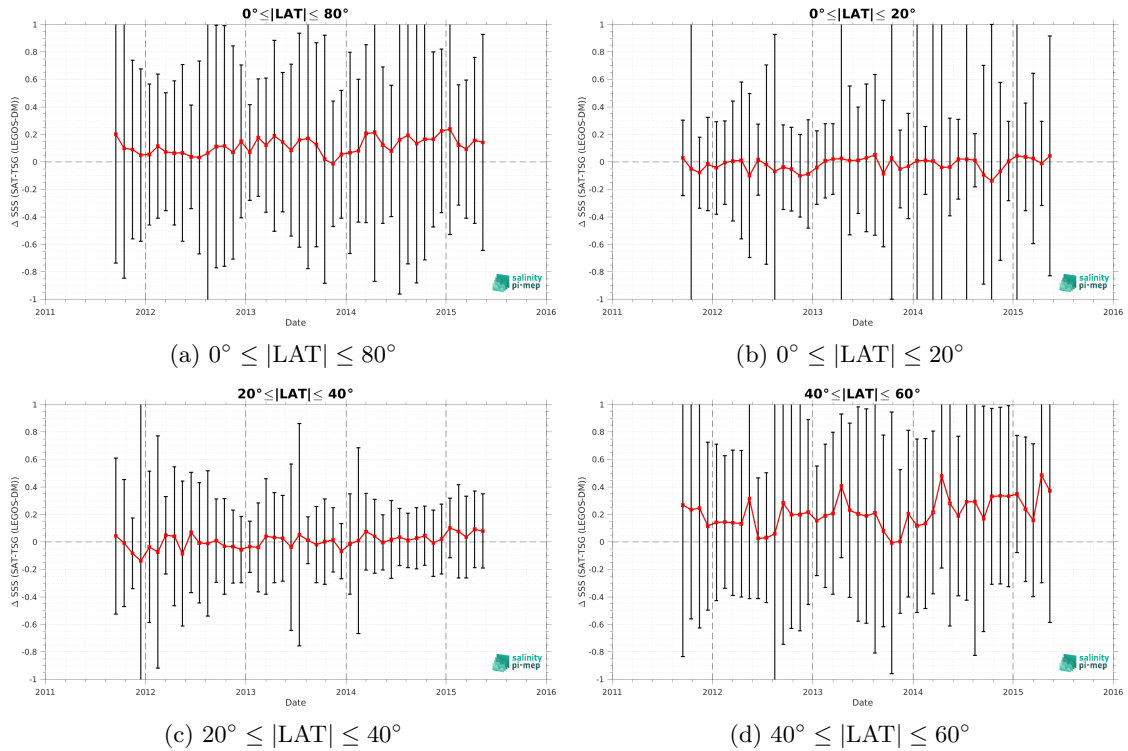 0°≤|LAT|≤ 80°
1
0.8
0.6
0.4
0.2
0
-0.2
-0.4
-0.6
-0.8
-1
Δ SSS (SAT-TSG (LEGOS-DM))
2011
2012
2013
2014
2015
2016
Date
salinity
pi-mep
(a) 0° ≤ |LAT| ≤ 80°
0°≤|LAT|≤ 20°
1
0.8
0.6
0.4
0.2
0
-0.2
-0.4
-0.6
-0.8
-1
Δ SSS (SAT-TSG (LEGOS-DM))
2011
2012
2013
2014
2015
2016
Date
salinity
pi-mep
(b) 0° ≤ |LAT| ≤ 20°
20°≤|LAT|≤ 40°
1
0.8
0.6
0.4
0.2
0
-0.2
-0.4
-0.6
-0.8
-1
Δ SSS (SAT-TSG (LEGOS-DM))
2011
2012
2013
2014
2015
2016
Date
salinity
pi-mep
(c) 20° ≤ |LAT| ≤ 40°
40°≤|LAT|≤ 60°
1
0.8
0.6
0.4
0.2
0
-0.2
-0.4
-0.6
-0.8
-1
Δ SSS (SAT-TSG (LEGOS-DM))
2011
2012
2013
2014
2015
2016
Date
salinity
pi-mep
(d) 40° ≤ |LAT| ≤ 60°